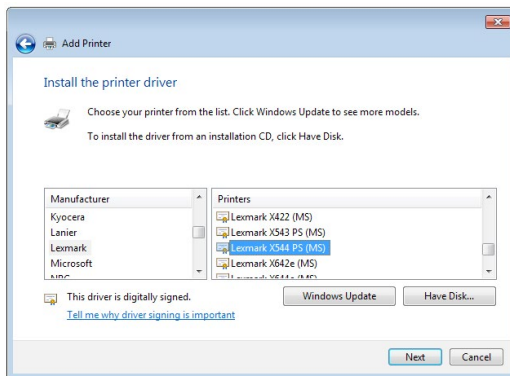 Add Printer
Install the printer driver
Choose your printer from the list. Click Windows Update to see more models.
To install the driver from an installation CD, click Have Disk.
Manufacturer
Kyocera
Lanier
Lexmark
Microsoft
Printers
Lexmark X422 (MS)
Lexmark X543 PS (MS)
Lexmark X544 PS (MS)
Lexmark X642e (MS)
This driver is digitally signed.
Tell me why driver signing is important
Windows Update
Have Disk...
Next
Cancel